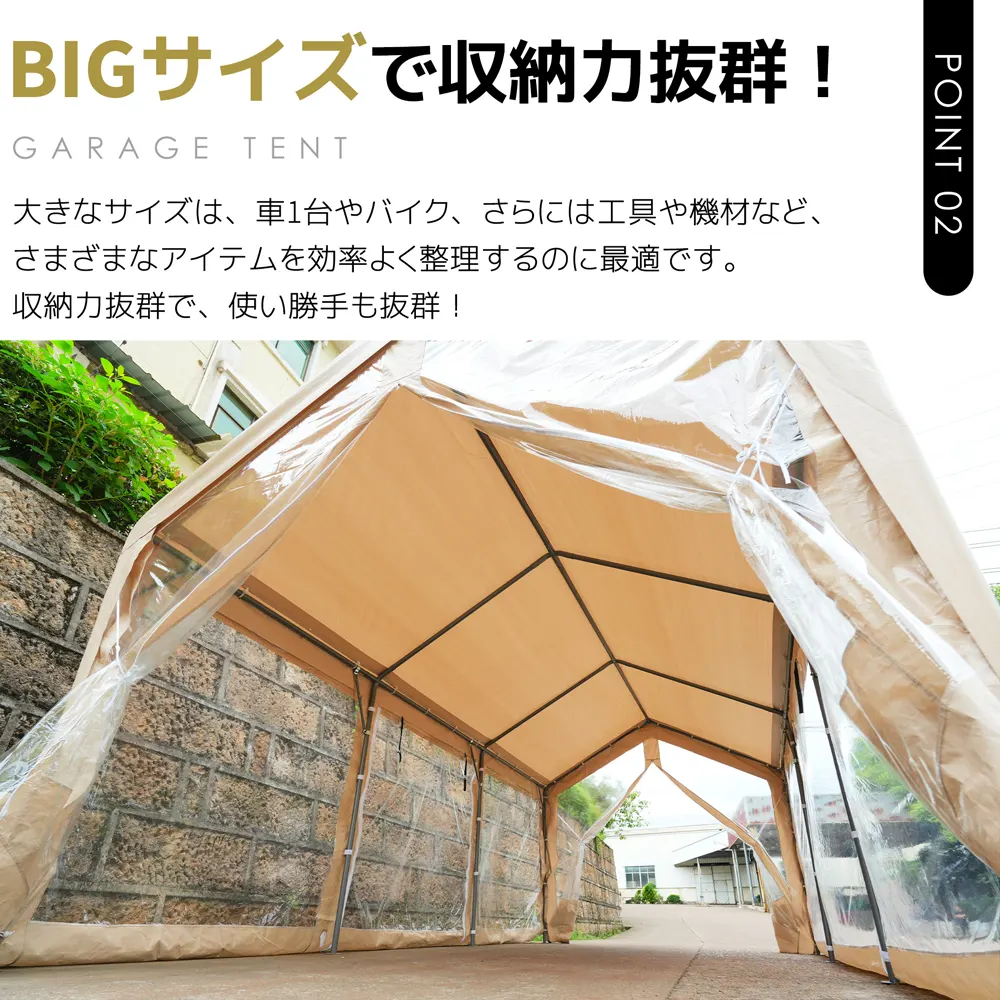 BIGサイズで収納力抜群！
GARAGE TENT
POINT 02
大きなサイズは、車1台やバイク、さらには工具や機材など、
さまざまなアイテムを効率よく整理するのに最適です。
収納力抜群で、使い勝手も抜群！